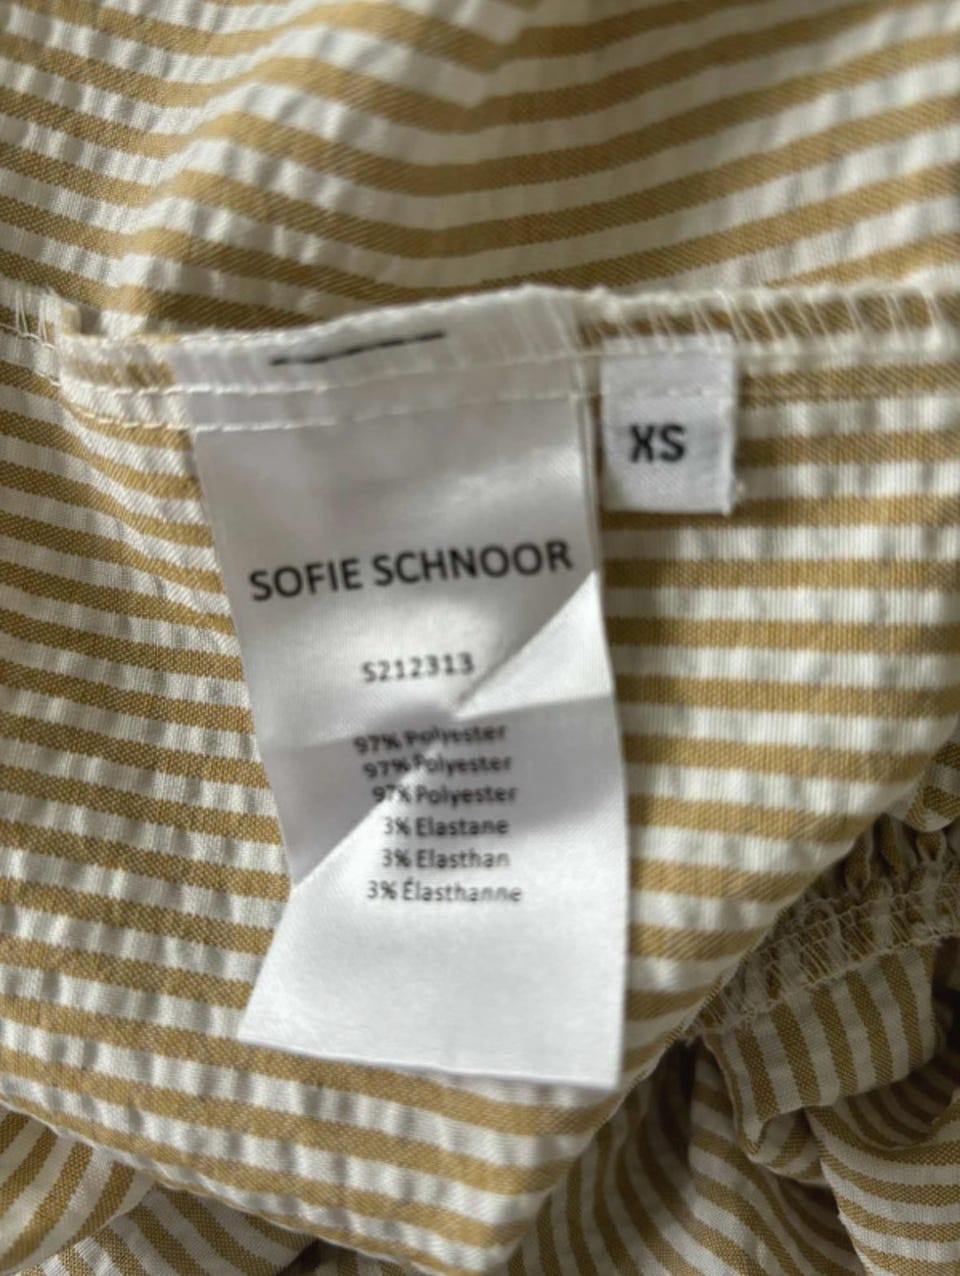 XS
SOFIE SCHNOOR
S212313
97% Polyester
97% Polyester
97% Polyester
3% Elastane
3% Elasthan
3% Élasthanne